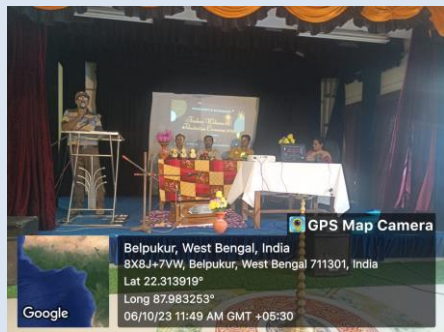 GPS Map Camera
Belpukur, West Bengal, India
8X8J+7VW, Belpukur, West Bengal 711301, India
Lat 22.313919°
Long 87.983253°
06/10/23 11:49 AM GMT +05:30
Google